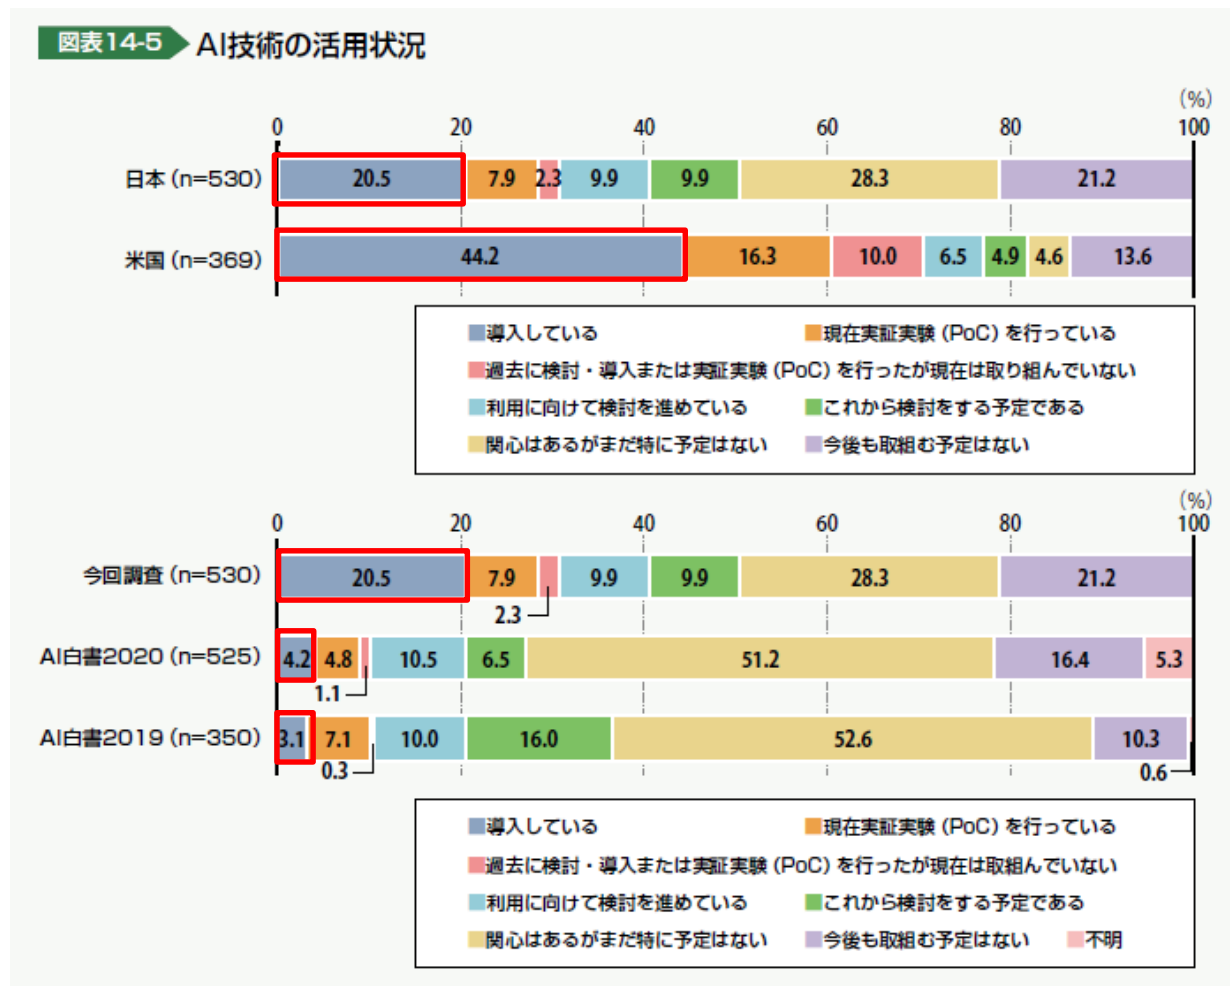 図表14-5 AI技術の活用状況
(%)
0 20 40 60 80 100
日本(n=530) 20.5 7.9 2.3 9.9 9.9 28.3 21.2
米国(n=369) 44.2 16.3 10.0 6.5 4.9 4.6 13.6
導入している 現在実証実験(PoC)を行っている
過去に検討・導入または実証実験(PoC)を行ったが現在は取り組んでいない
利用に向けて検討を進めている これから検討をする予定である
関心はあるがまだ特に予定はない 今後も取組む予定はない
(%)
0 20 40 60 80 100
今回調査(n=530) 20.5 7.9 9.9 9.9 28.3 21.2
2.3
AI白書2020(n=525) 4.2 4.8 10.5 6.5 51.2 16.4 5.3
1.1
AI白書2019(n=350) 3.1 7.1 10.0 16.0 52.6 10.3
0.3 0.6
導入している 現在実証実験(PoC)を行っている
過去に検討・導入または実証実験(PoC)を行ったが現在は取組んでいない
利用に向けて検討を進めている これから検討をする予定である
関心はあるがまだ特に予定はない 今後も取組む予定はない 不明